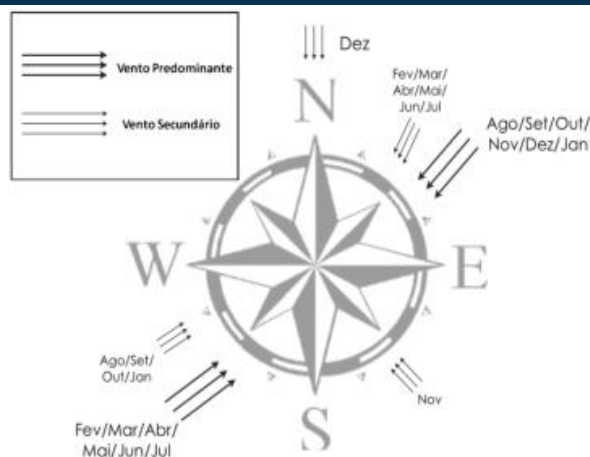 Vento Predominante
Vento Secundário
Dez
N
Fev/Mar/
Abr/Mai/
Jun/Jul
Ago/Set/Out/
Nov/Dez/Jan
W
E
Ago/Set/
Out/Jan
Fev/Mar/Abr/
Mai/Jun/Jul
Nov
S